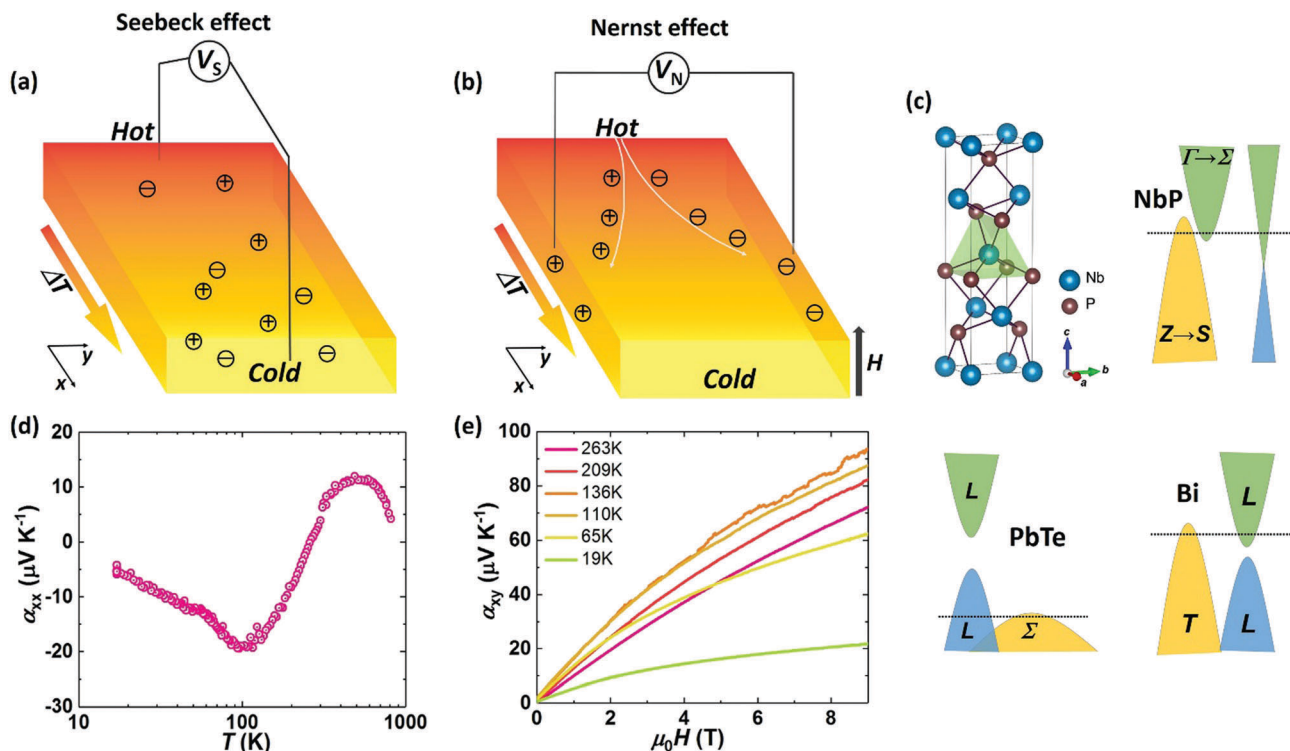 Seebeck effect
(a)
V_S
Hot
ΔT
y
x
Cold
Nernst effect
(b)
V_N
Hot
ΔT
y
x
Cold
H
(c)
Nb
P
c
b
a
Γ→Σ
NbP
Z→S
L
PbTe
L
Σ
Bi
L
T
L
(d)
20
10
0
-10
-20
-30
10
100
1000
α_xx (μV K⁻¹)
T (K)
(e)
100
80
60
40
20
0
0
2
4
6
8
263K
209K
136K
110K
65K
19K
α_xy (μV K⁻¹)
μ₀H (T)